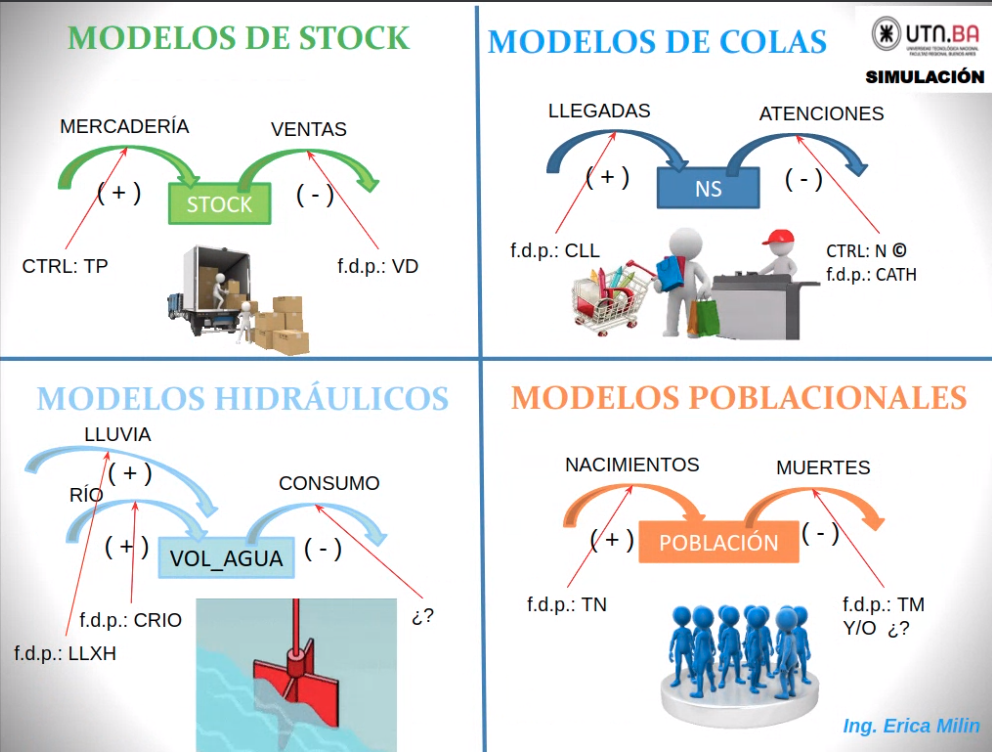 MODELOS DE STOCK
MERCADERÍA
VENTAS
( + )
STOCK
( - )
CTRL: TP
f.d.p.: VD
MODELOS DE COLAS
UTN.BA
UNIVERSIDAD TECNOLÓGICA NACIONAL
FACULTAD REGIONAL BUENOS AIRES
SIMULACIÓN
LLEGADAS
ATENCIONES
( + )
NS
( - )
f.d.p.: CLL
CTRL: N ©
f.d.p.: CATH
MODELOS HIDRÁULICOS
LLUVIA
( + )
RÍO
CONSUMO
( + )
VOL_AGUA
( - )
f.d.p.: CRIO
¿?
f.d.p.: LLXH
MODELOS POBLACIONALES
NACIMIENTOS
MUERTES
( + )
POBLACIÓN
( - )
f.d.p.: TN
f.d.p.: TM
Y/O ¿?
Ing. Erica Milin